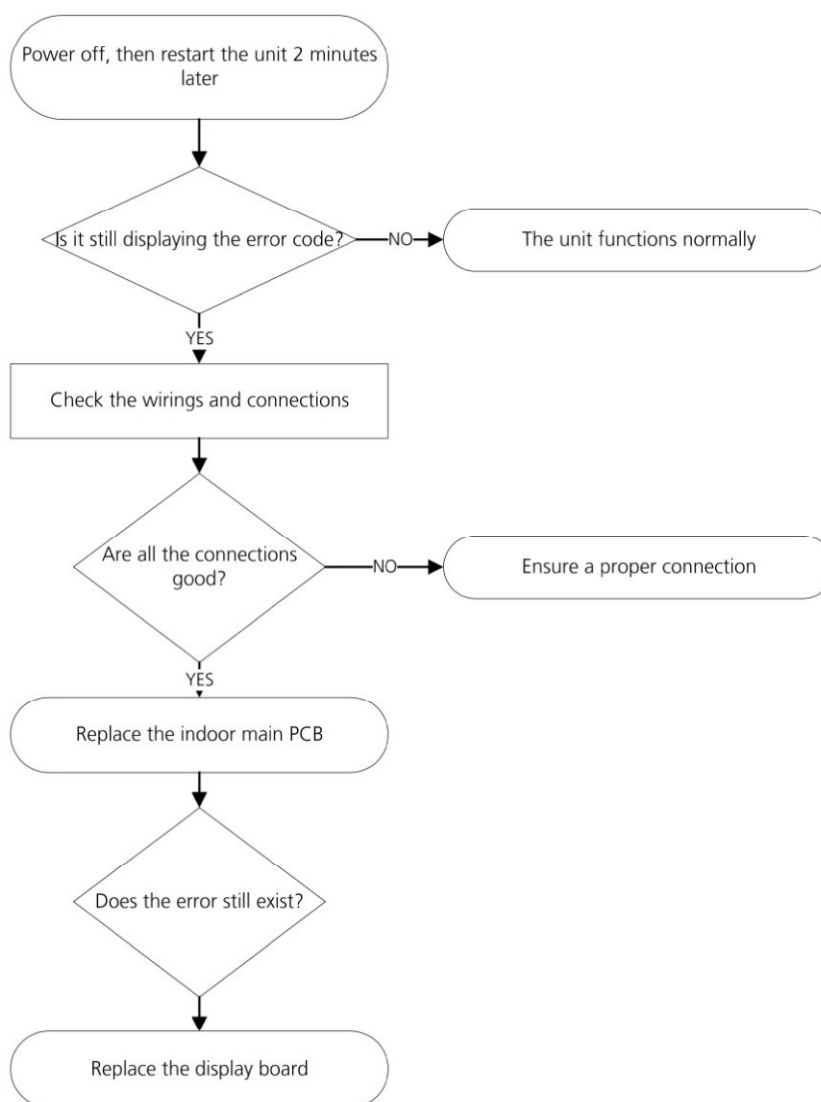 Power off, then restart the unit 2 minutes
later
Is it still displaying the error code?
NO
The unit functions normally
YES
Check the wirings and connections
Are all the connections
good?
NO
Ensure a proper connection
YES
Replace the indoor main PCB
Does the error still exist?
Replace the display board